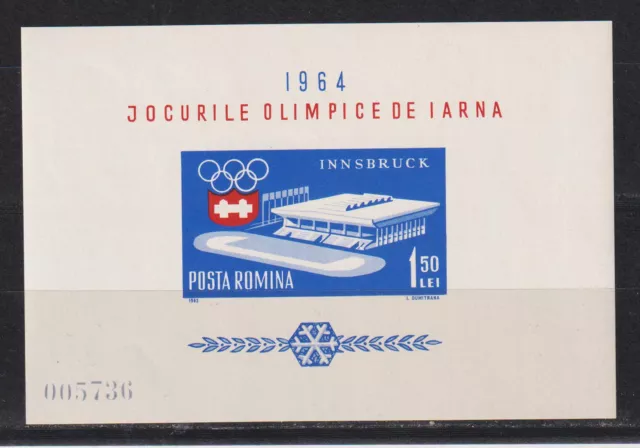 1964
JOCURILE OLIMPICE DE IARNA
INNSBRUCK
1 50
LEI
POSTA ROMINA
1963
I. DUMITRANA
005736